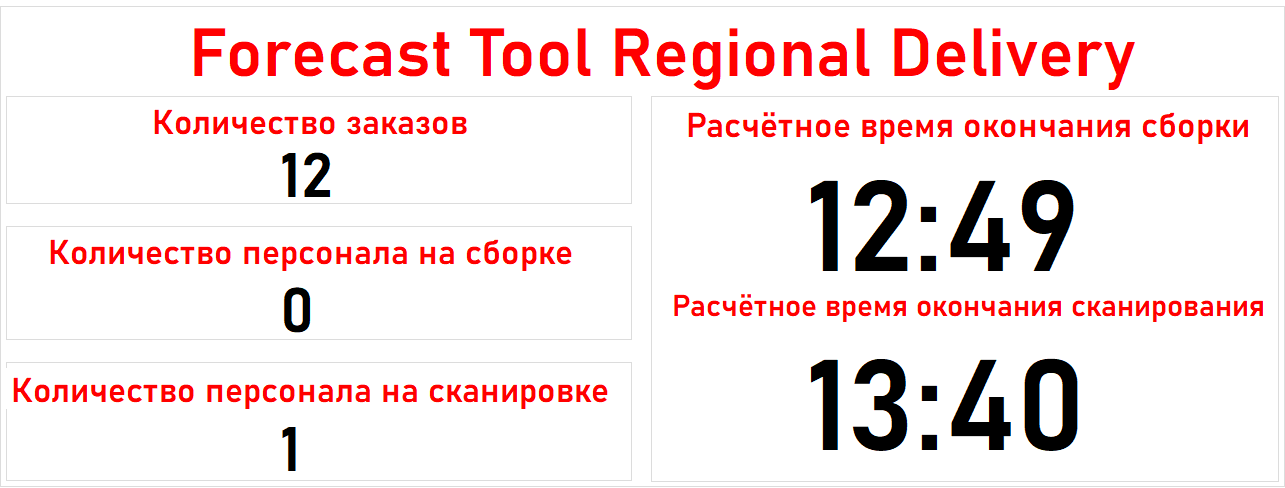 Forecast Tool Regional Delivery
Количество заказов
12
Количество персонала на сборке
0
Количество персонала на сканировке
1
Расчётное время окончания сборки
12:49
Расчётное время окончания сканирования
13:40